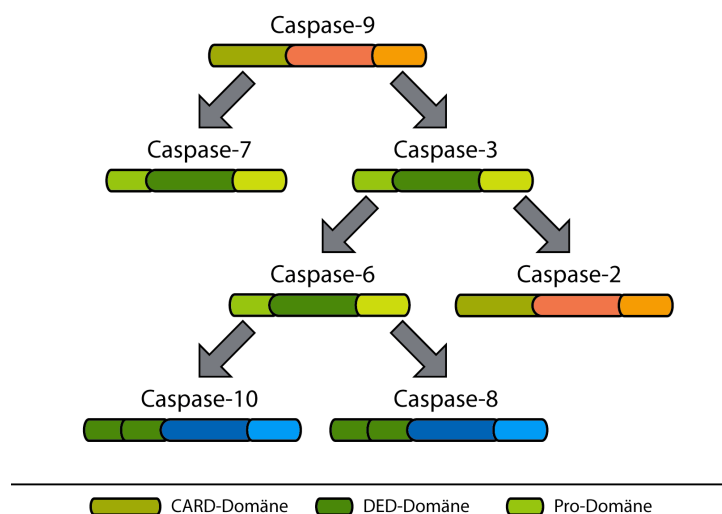 Caspase-9
Caspase-7
Caspase-3
Caspase-6
Caspase-2
Caspase-10
Caspase-8
CARD-Domäne
DED-Domäne
Pro-Domäne